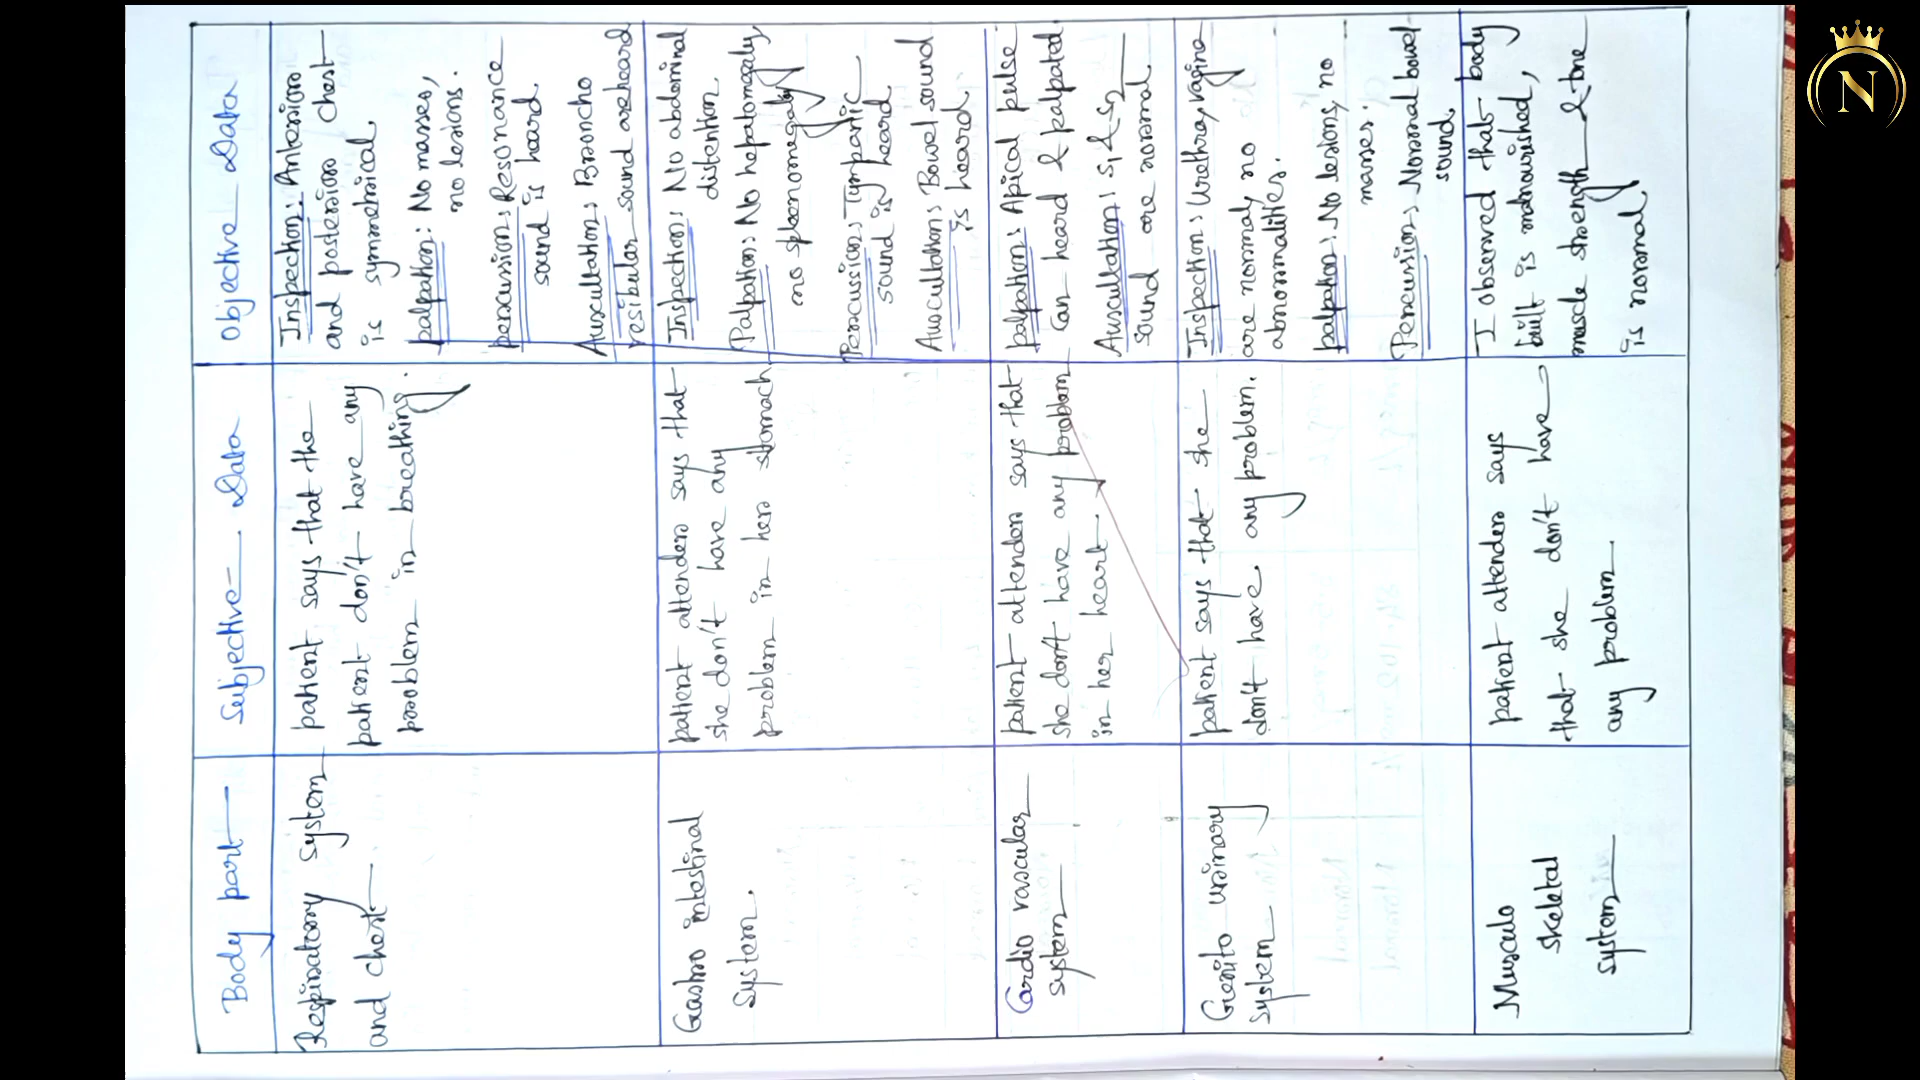 Body part
Subjective Data
Objective Data
Respiratory system
and chest
patient says that the
patient don't have any
problem in breathing.
Inspection: Anterior
and posterior chest
is symmetrical.
palpation: No masses,
no lesions.
percussion: Resonance
sound is heard.
Auscultation: Broncho
vesibular sound are heard
Gastro intestinal
system.
patient attender says that
she don't have any
problem in her stomach
Inspection: No abdominal
distention
Palpation: No hepatomegaly,
no spleenomegaly
Percussion: Tympanic
sound is heard
Auscultation: Bowel sound
is heard.
Cardio vascular
system
patient attender says that
she don't have any problem
in her heart.
palpation: Apical pulse
can heard & palpated
Auscultation: S1 & S2
sound are normal.
Genito urinary
system
patient says that she
don't have any problem.
Inspection: Urethra, vagina
are normal, no
abnormalities.
palpation: No lesions, no
masses.
Percussion: Normal bowel
sound.
Musculo
skeletal
system
patient attender says
that she don't have
any problem
I observed that body
built is malnourished,
muscle strength & tone
is normal
N